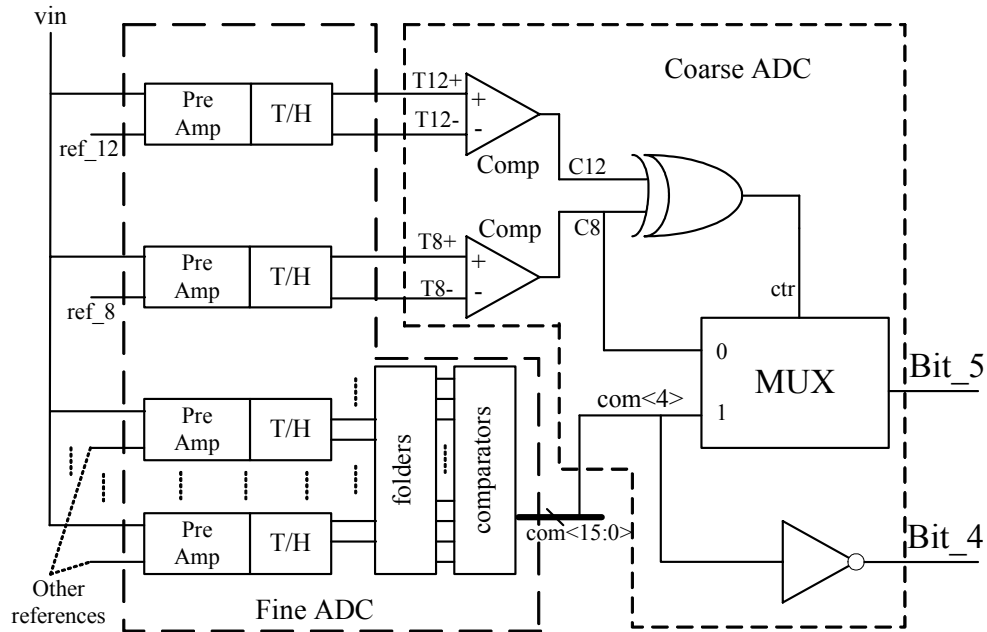 vin
Coarse ADC
Pre
Amp
T/H
ref_12
T12+
T12-
+
-
Comp
C12
Pre
Amp
T/H
ref_8
T8+
T8-
+
-
Comp
C8
ctr
0
1
MUX
Bit_5
com<4>
Pre
Amp
T/H
folders
comparators
Pre
Amp
T/H
com<15:0>
Bit_4
Other
references
Fine ADC